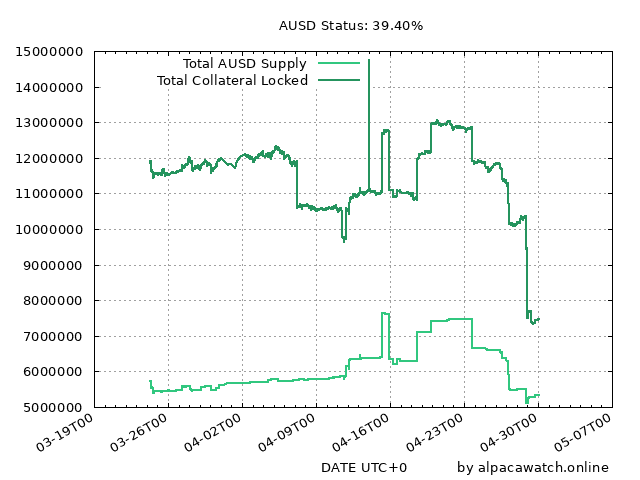 AUSD Status: 39.40%
Total AUSD Supply
Total Collateral Locked
15000000
14000000
13000000
12000000
11000000
10000000
9000000
8000000
7000000
6000000
5000000
03-19T00
03-26T00
04-02T00
04-09T00
04-16T00
04-23T00
04-30T00
05-07T00
DATE UTC+0
by alpacawatch.online